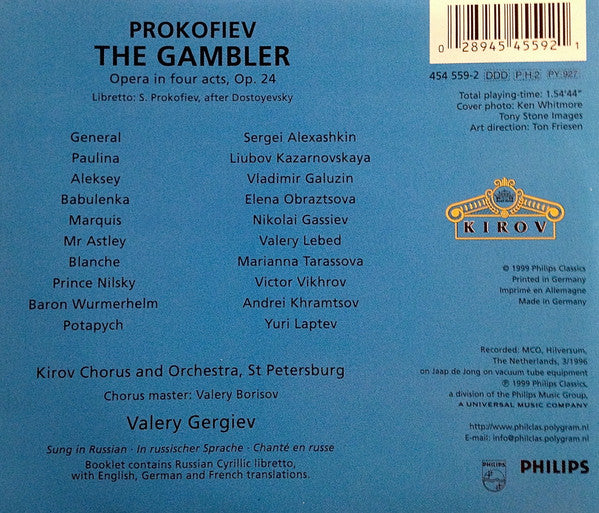 PROKOFIEV
THE GAMBLER
Opera in four acts, Op. 24
Libretto: S. Prokofiev, after Dostoyevsky
General Sergei Alexashkin
Paulina Liubov Kazarnovskaya
Aleksey Vladimir Galuzin
Babulenka Elena Obraztsova
Marquis Nikolai Gassiev
Mr Astley Valery Lebed
Blanche Marianna Tarassova
Prince Nilsky Victor Vikhrov
Baron Wurmerhelm Andrei Khramtsov
Potapych Yuri Laptev
Kirov Chorus and Orchestra, St Petersburg
Chorus master: Valery Borisov
Valery Gergiev
Sung in Russian · In russischer Sprache · Chanté en russe
Booklet contains Russian Cyrillic libretto,
with English, German and French translations.
0 28945 45592 1
454 559-2 DDD P.H.2 PY 927
Total playing-time: 1.54'44"
Cover photo: Ken Whitmore
Tony Stone Images
Art direction: Ton Friesen
KIROV
© 1999 Philips Classics
Printed in Germany
Imprimé en Allemagne
Made in Germany
Recorded: MCO, Hilversum,
The Netherlands, 3/1996
on Jaap de Jong on vacuum tube equipment
℗ 1999 Philips Classics,
a division of the Philips Music Group,
A UNIVERSAL MUSIC COMPANY
http://www.philclas.polygram.nl
E-mail: info@philclas.polygram.nl
PHILIPS
PHILIPS